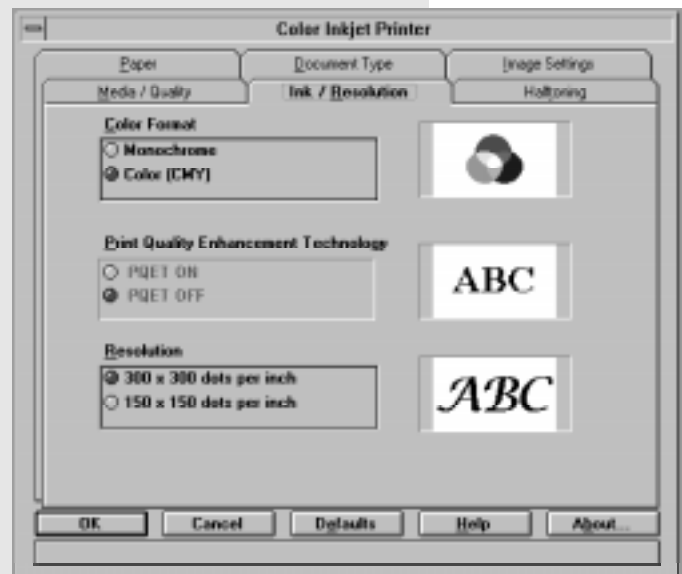 Color Inkjet Printer
Paper Document Type Image Settings
Media / Quality Ink / Resolution Halftoning
Color Format
Monochrome
Color (CMY)
Print Quality Enhancement Technology
PQET ON
PQET OFF
ABC
Resolution
300 x 300 dots per inch
150 x 150 dots per inch
ABC
OK Cancel Defaults Help About...